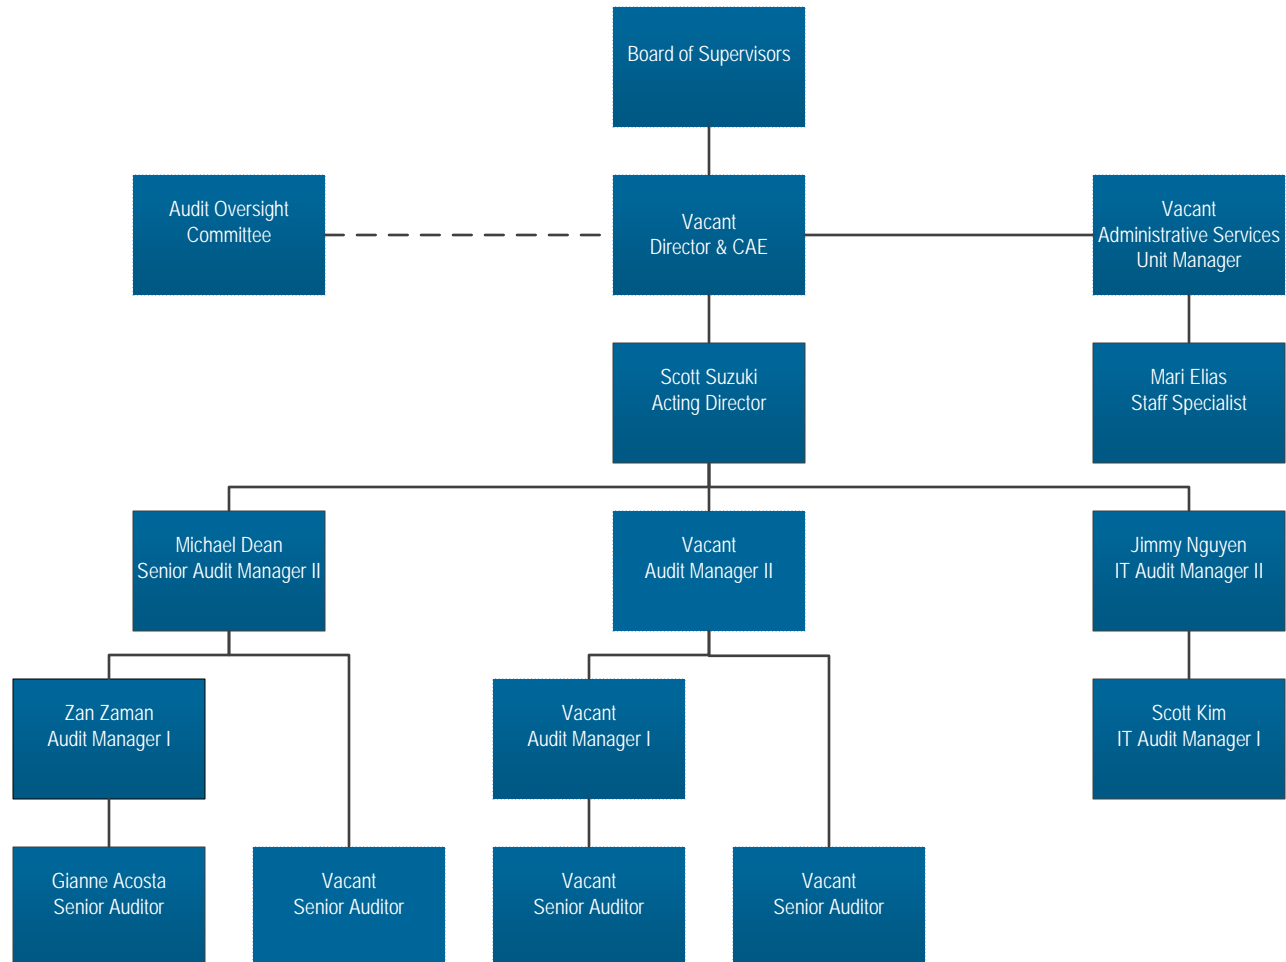 Board of Supervisors
Audit Oversight
Committee
Vacant
Director & CAE
Vacant
Administrative Services
Unit Manager
Scott Suzuki
Acting Director
Mari Elias
Staff Specialist
Michael Dean
Senior Audit Manager II
Vacant
Audit Manager II
Jimmy Nguyen
IT Audit Manager II
Zan Zaman
Audit Manager I
Vacant
Audit Manager I
Scott Kim
IT Audit Manager I
Gianne Acosta
Senior Auditor
Vacant
Senior Auditor
Vacant
Senior Auditor
Vacant
Senior Auditor